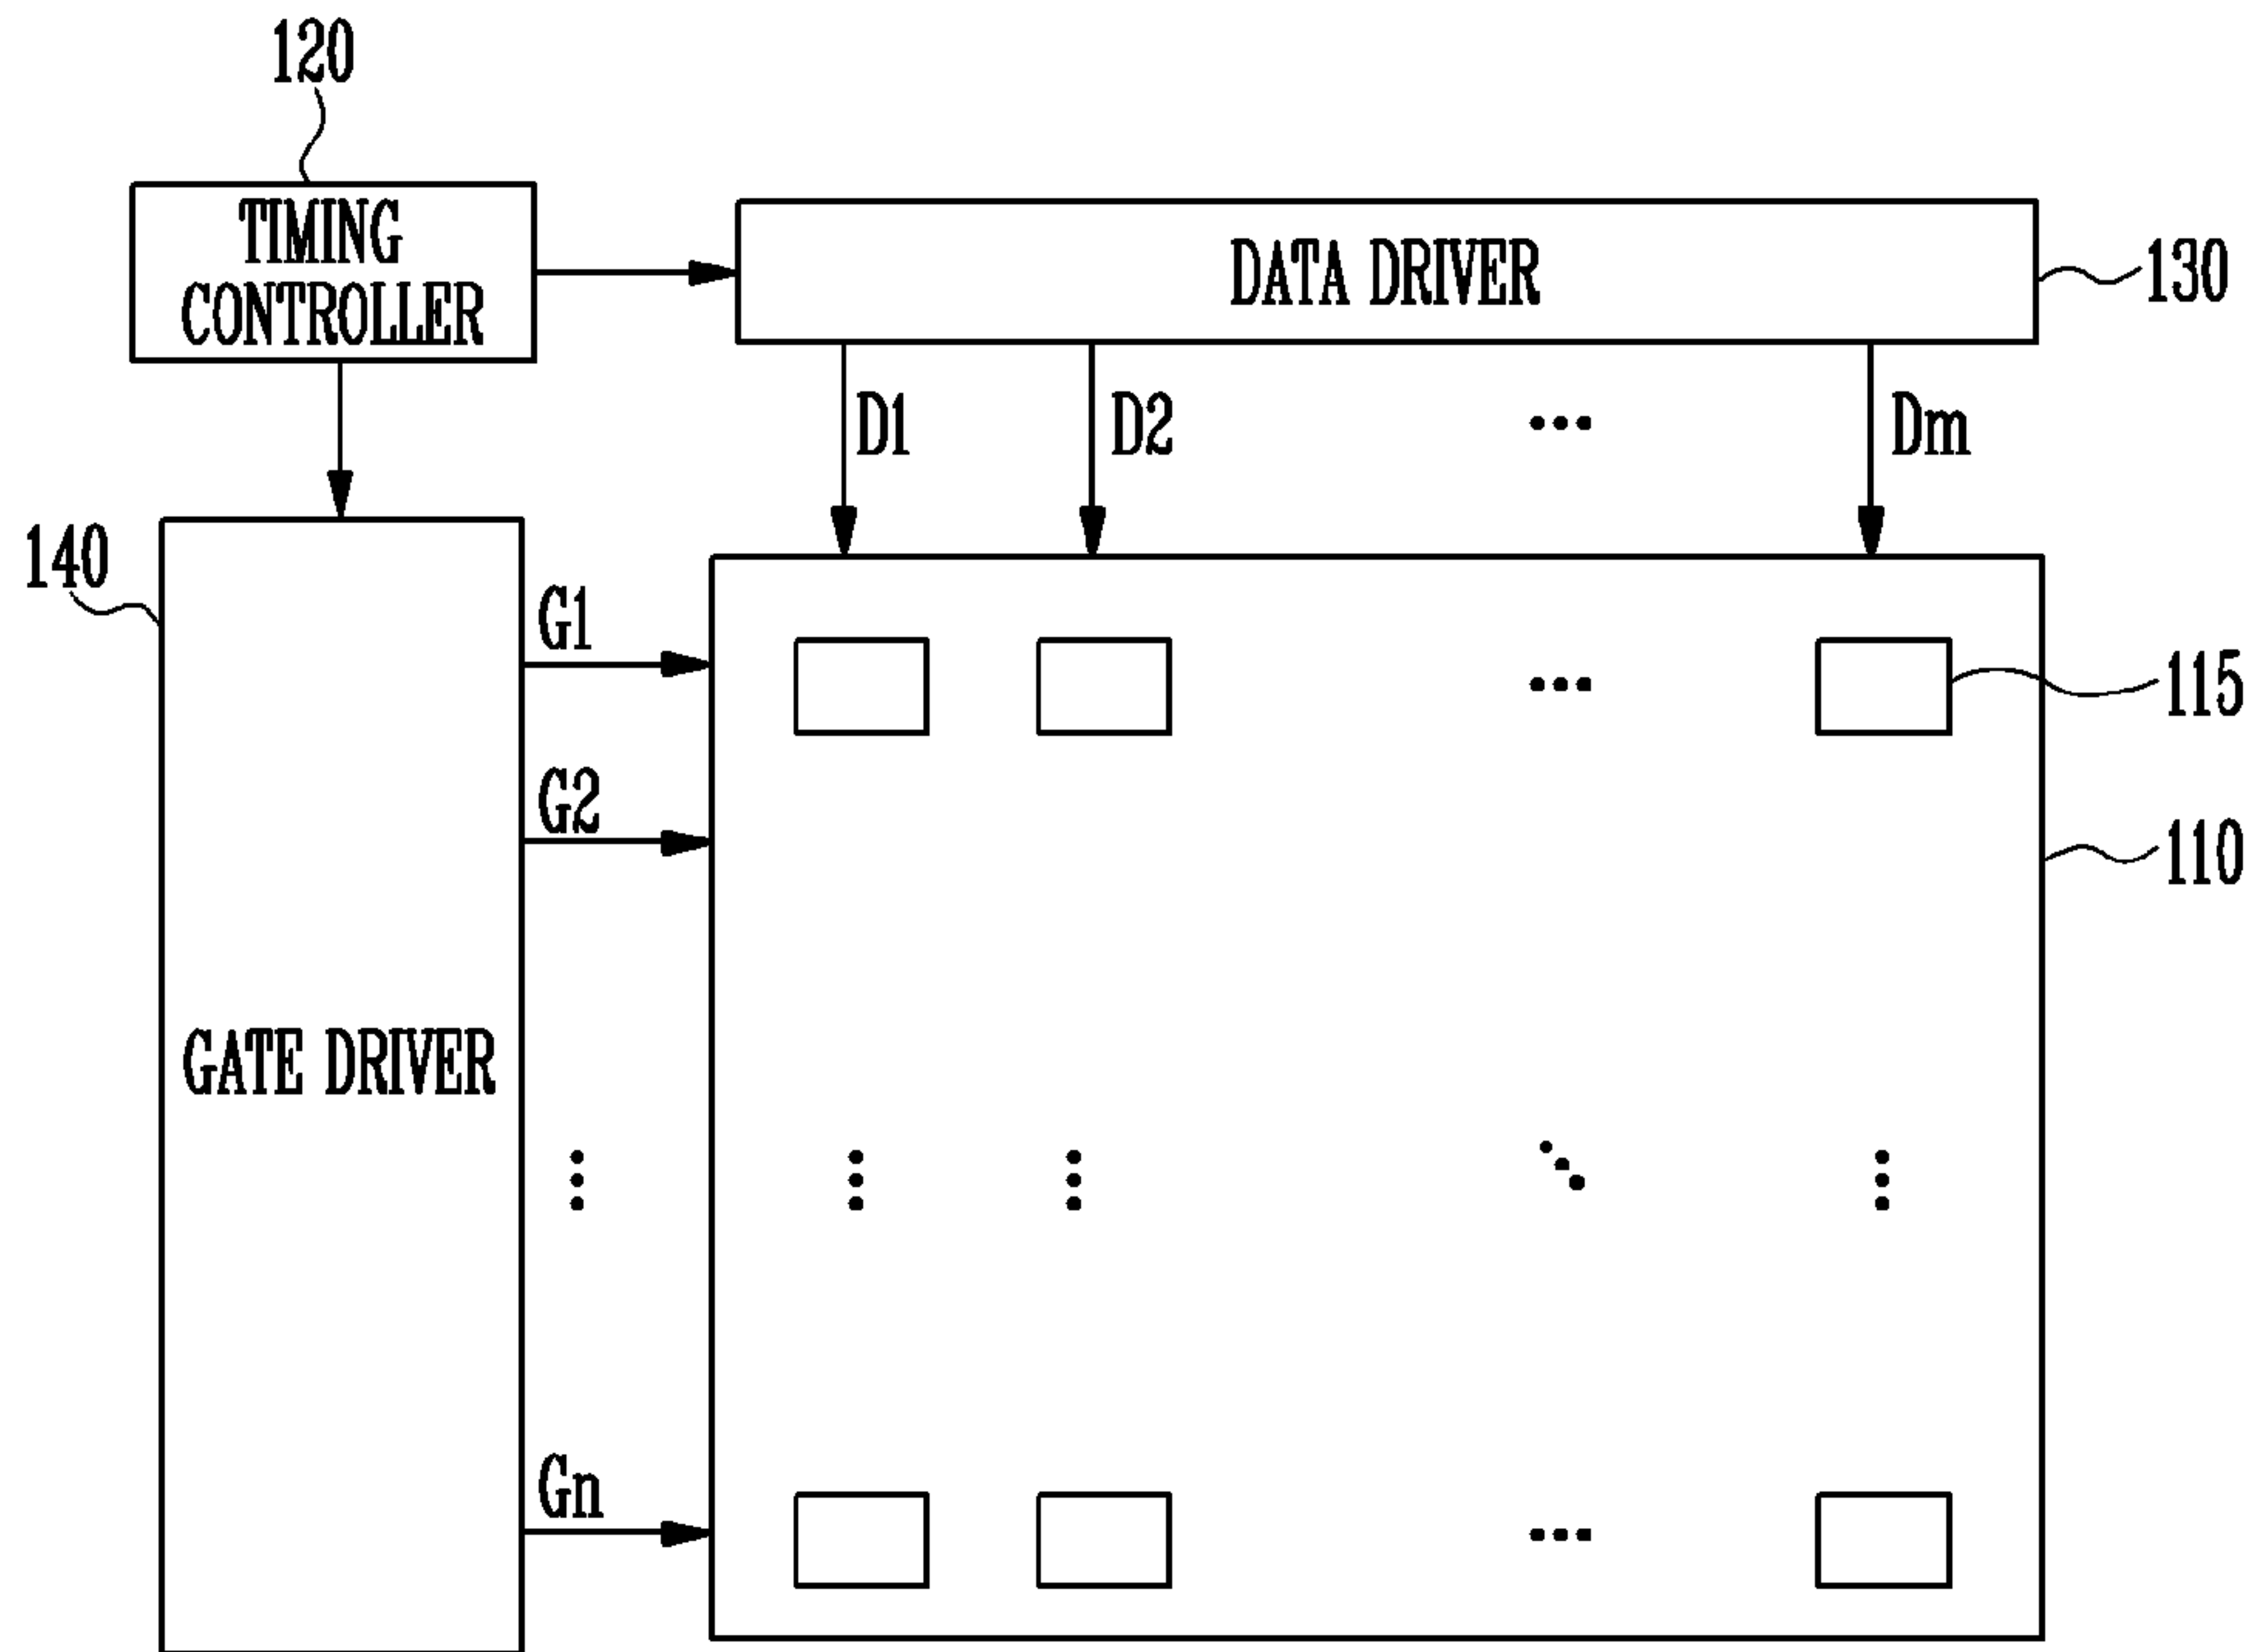 120
TIMING
CONTROLLER
DATA DRIVER
130
D1
D2
...
Dm
140
G1
...
115
G2
110
GATE DRIVER
Gn
...